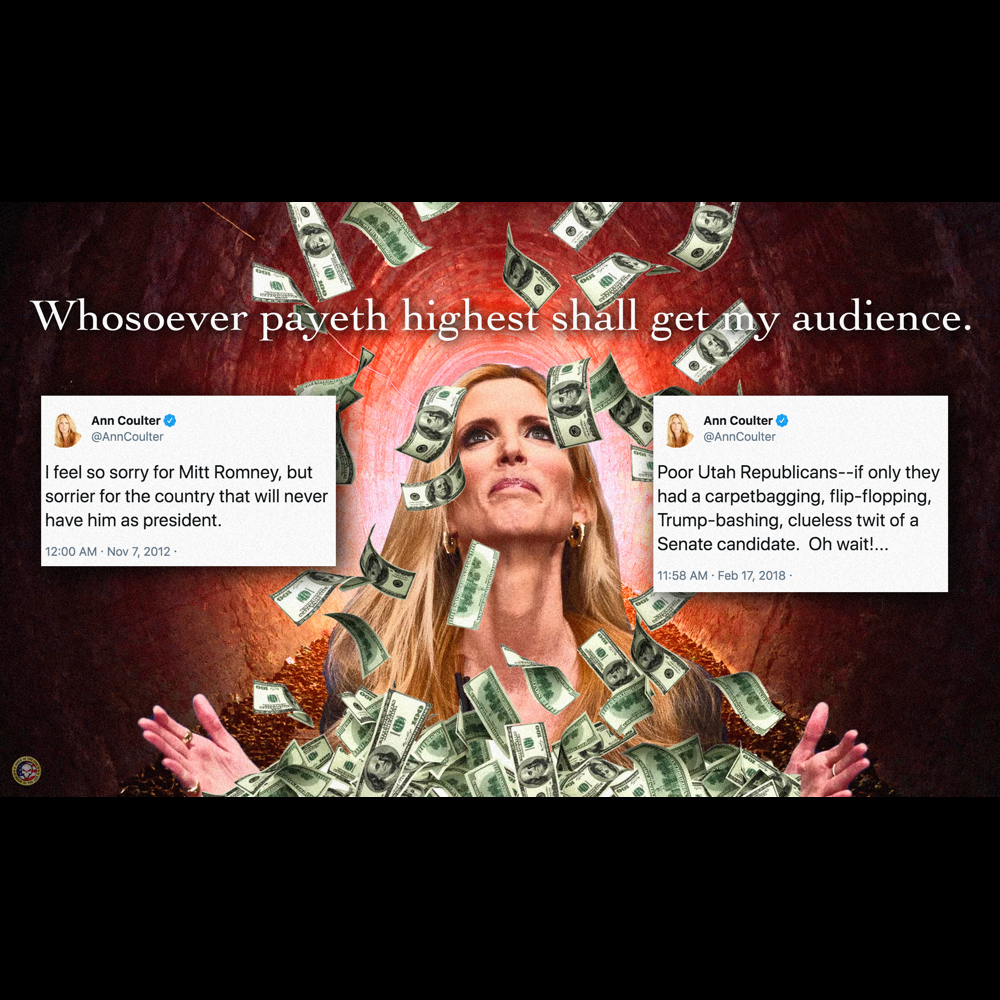 Whosoever payeth highest shall get my audience.
Ann Coulter
@AnnCoulter
I feel so sorry for Mitt Romney, but
sorrier for the country that will never
have him as president.
12:00 AM · Nov 7, 2012 ·
Ann Coulter
@AnnCoulter
Poor Utah Republicans--if only they
had a carpetbagging, flip-flopping,
Trump-bashing, clueless twit of a
Senate candidate.  Oh wait!...
11:58 AM · Feb 17, 2018 ·